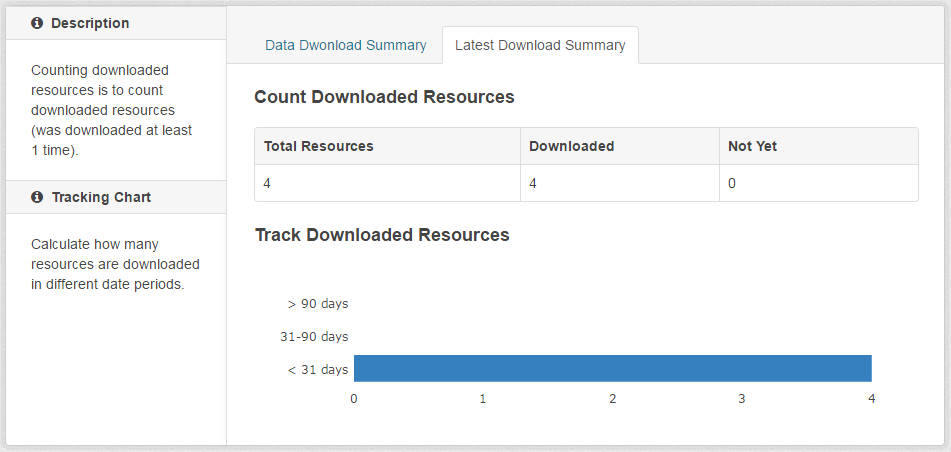 Description
Counting downloaded
resources is to count
downloaded resources
(was downloaded at least
1 time).
Tracking Chart
Calculate how many
resources are downloaded
in different date periods.
Data Dwonload Summary
Latest Download Summary
Count Downloaded Resources
Total Resources Downloaded Not Yet
4 4 0
Track Downloaded Resources
> 90 days
31-90 days
< 31 days
0 1 2 3 4